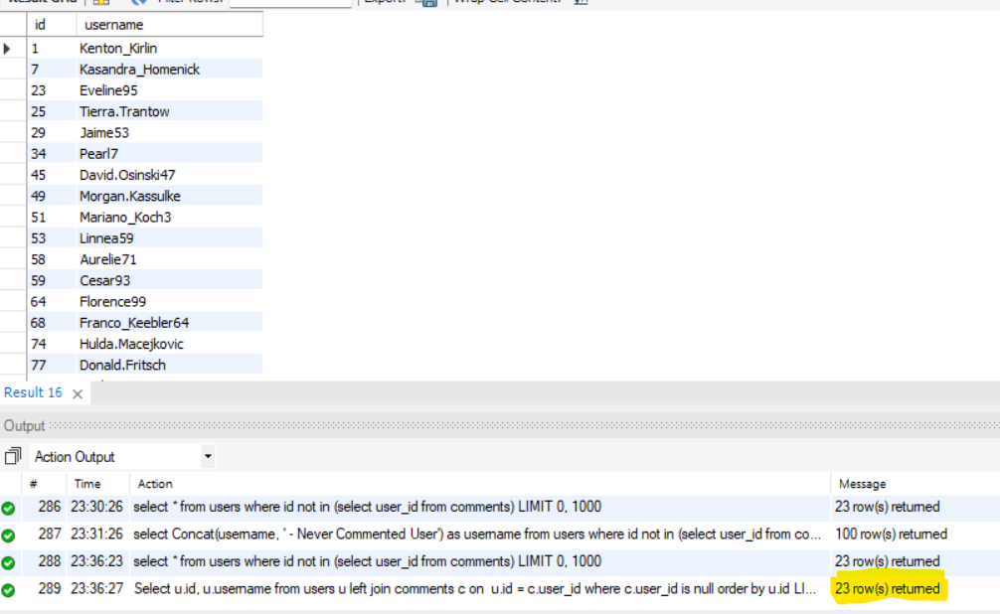 Result Grid Filter Rows: Export: Wrap Cell Content:
id username
1 Kenton_Kirlin
7 Kasandra_Homenick
23 Eveline95
25 Tierra.Trantow
29 Jaime53
34 Pearl7
45 David.Osinski47
49 Morgan.Kassulke
51 Mariano_Koch3
53 Linnea59
58 Aurelie71
59 Cesar93
64 Florence99
68 Franco_Keebler64
74 Hulda.Macejkovic
77 Donald.Fritsch
Result 16 ×
Output
Action Output
# Time Action Message
286 23:30:26 select * from users where id not in (select user_id from comments) LIMIT 0, 1000 23 row(s) returned
287 23:31:26 select Concat(username, ' - Never Commented User') as username from users where id not in (select user_id from co... 100 row(s) returned
288 23:36:23 select * from users where id not in (select user_id from comments) LIMIT 0, 1000 23 row(s) returned
289 23:36:27 Select u.id, u.username from users u left join comments c on u.id = c.user_id where c.user_id is null order by u.id LI... 23 row(s) returned